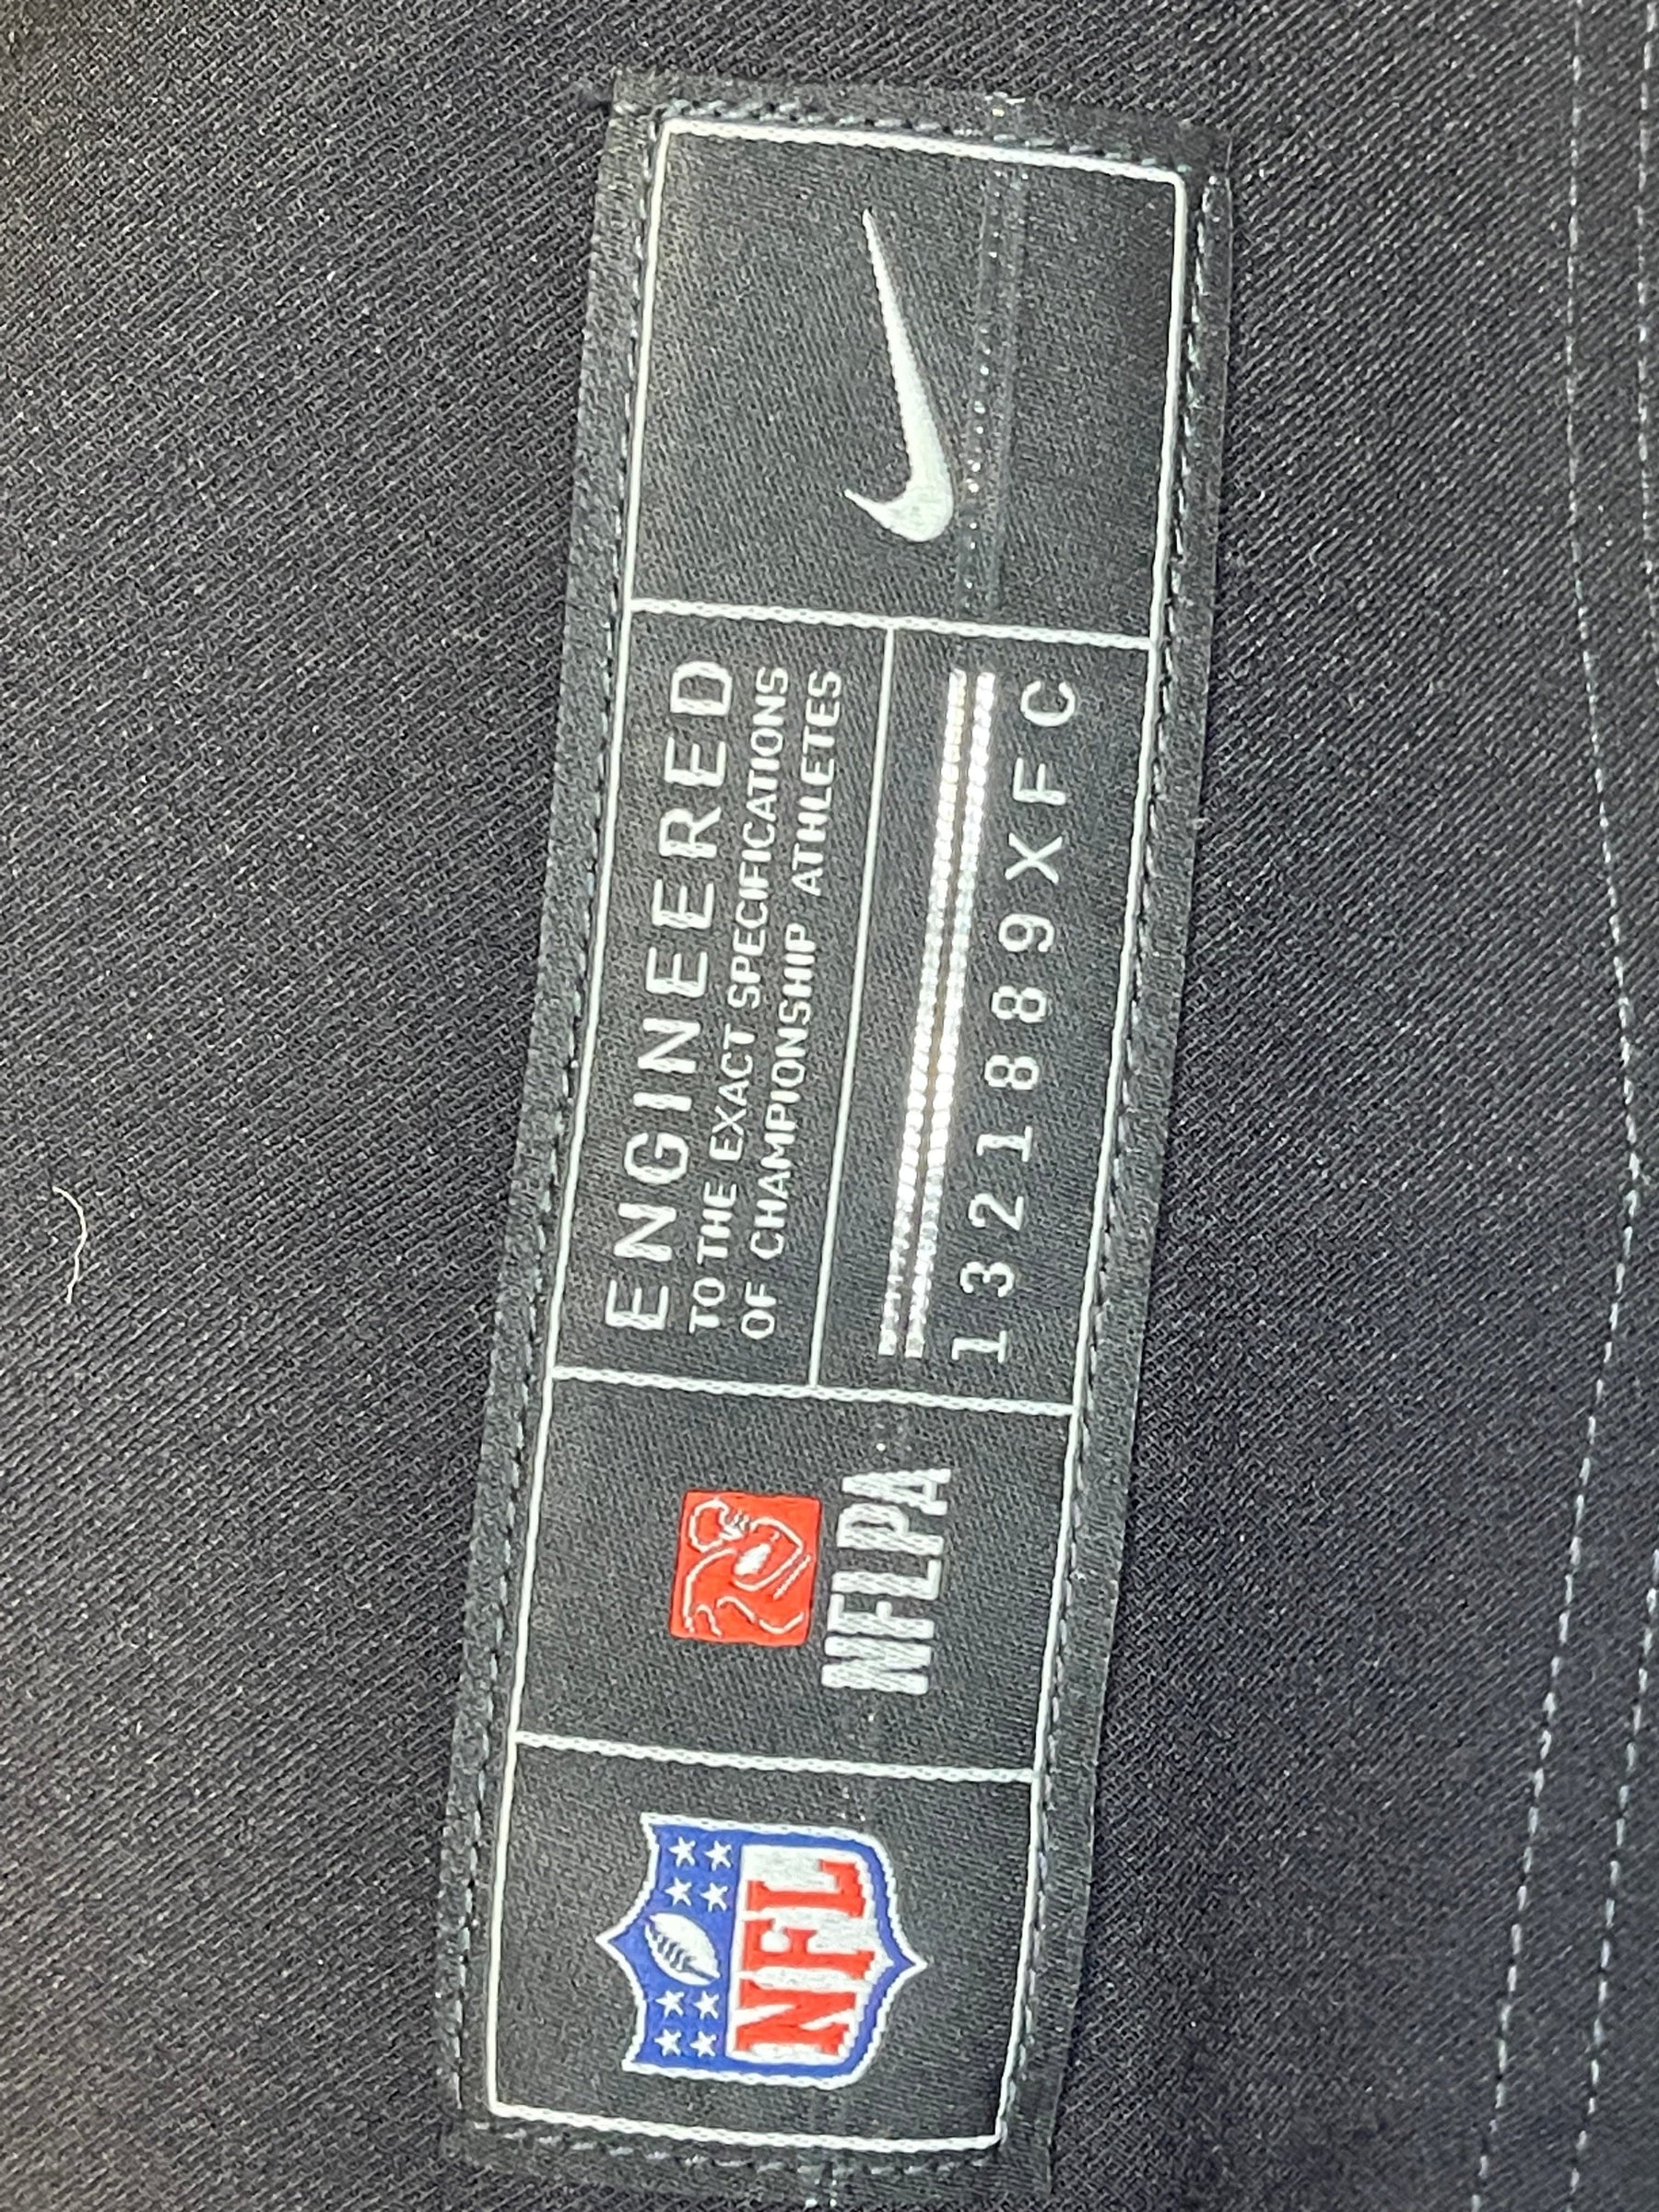 NFL
NFLPA
ENGINEERED
TO THE EXACT SPECIFICATIONS
OF CHAMPIONSHIP ATHLETES
1321889XFC